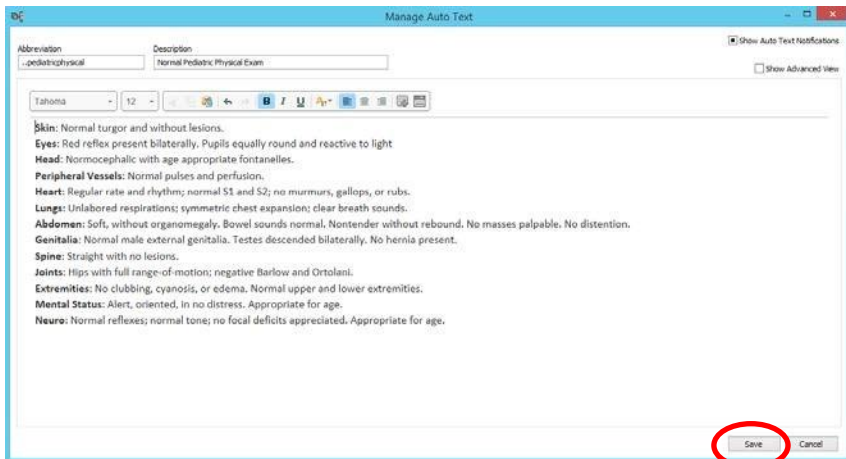 Manage Auto Text
Show Auto Text Notifications
Abbreviation Description
..pediatricphysical Normal Pediatric Physical Exam
Show Advanced View
Tahoma 12 B I U A
Skin: Normal turgor and without lesions.
Eyes: Red reflex present bilaterally. Pupils equally round and reactive to light
Head: Normocephalic with age appropriate fontanelles.
Peripheral Vessels: Normal pulses and perfusion.
Heart: Regular rate and rhythm; normal S1 and S2; no murmurs, gallops, or rubs.
Lungs: Unlabored respirations; symmetric chest expansion; clear breath sounds.
Abdomen: Soft, without organomegaly. Bowel sounds normal. Nontender without rebound. No masses palpable. No distention.
Genitalia: Normal male external genitalia. Testes descended bilaterally. No hernia present.
Spine: Straight with no lesions.
Joints: Hips with full range-of-motion; negative Barlow and Ortolani.
Extremities: No clubbing, cyanosis, or edema. Normal upper and lower extremities.
Mental Status: Alert, oriented, in no distress. Appropriate for age.
Neuro: Normal reflexes; normal tone; no focal deficits appreciated. Appropriate for age.
Save Cancel